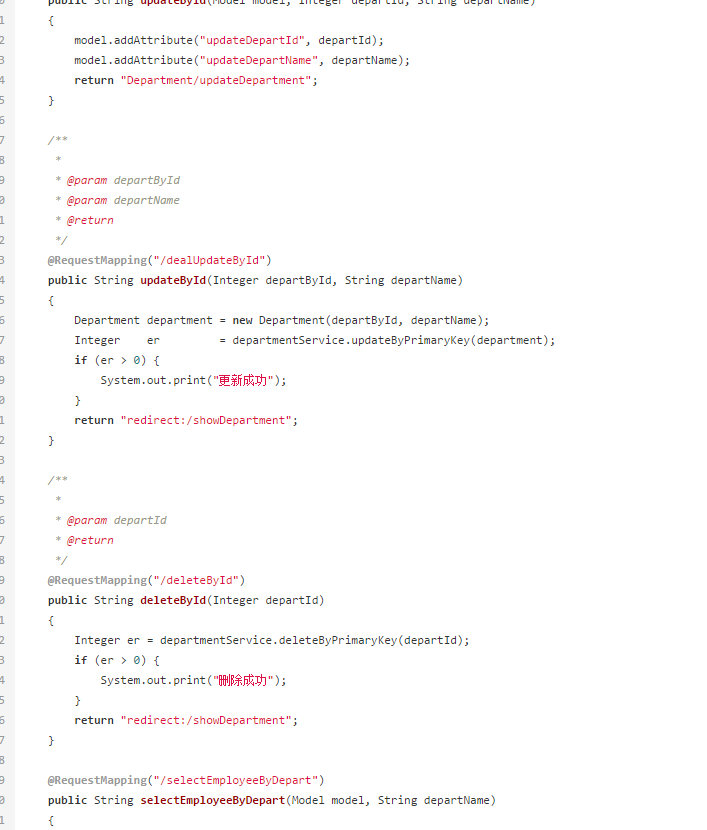 0 public String updateById(Model model, Integer departId, String departName)
1 {
2 model.addAttribute("updateDepartId", departId);
3 model.addAttribute("updateDepartName", departName);
4 return "Department/updateDepartment";
5 }
6
7 /**
8 *
9 * @param departById
0 * @param departName
1 * @return
2 */
3 @RequestMapping("/dealUpdateById")
4 public String updateById(Integer departById, String departName)
5 {
6 Department department = new Department(departById, departName);
7 Integer er = departmentService.updateByPrimaryKey(department);
8 if (er > 0) {
9 System.out.print("更新成功");
0 }
1 return "redirect:/showDepartment";
2 }
3
4 /**
5 *
6 * @param departId
7 * @return
8 */
9 @RequestMapping("/deleteById")
0 public String deleteById(Integer departId)
1 {
2 Integer er = departmentService.deleteByPrimaryKey(departId);
3 if (er > 0) {
4 System.out.print("删除成功");
5 }
6 return "redirect:/showDepartment";
7 }
8
9 @RequestMapping("/selectEmployeeByDepart")
0 public String selectEmployeeByDepart(Model model, String departName)
1 {